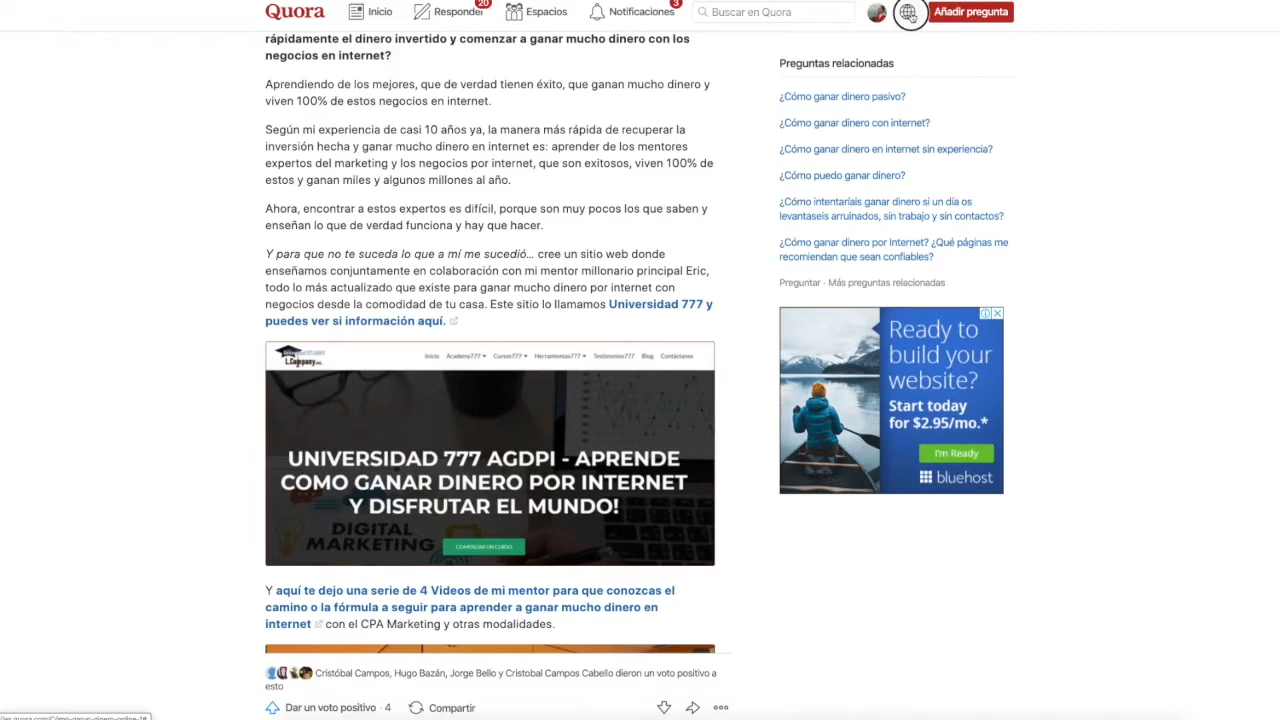 Quora
Inicio
Responder
20
Espacios
Notificaciones
3
Buscar en Quora
Añadir pregunta
rápidamente el dinero invertido y comenzar a ganar mucho dinero con los
negocios en internet?
Aprendiendo de los mejores, que de verdad tienen éxito, que ganan mucho dinero y
viven 100% de estos negocios en internet.
Según mi experiencia de casi 10 años ya, la manera más rápida de recuperar la
inversión hecha y ganar mucho dinero en internet es: aprender de los mentores
expertos del marketing y los negocios por internet, que son exitosos, viven 100% de
estos y ganan miles y algunos millones al año.
Ahora, encontrar a estos expertos es difícil, porque son muy pocos los que saben y
enseñan lo que de verdad funciona y hay que hacer.
Y para que no te suceda lo que a mí me sucedió… cree un sitio web donde
enseñamos conjuntamente en colaboración con mi mentor millonario principal Eric,
todo lo más actualizado que existe para ganar mucho dinero por internet con
negocios desde la comodidad de tu casa. Este sitio lo llamamos Universidad 777 y
puedes ver si información aquí.
L.Company
Inicio Academy777 Cursos777 Herramientas777 Testimonios777 Blog Contáctanos
UNIVERSIDAD 777 AGDPI - APRENDE
COMO GANAR DINERO POR INTERNET
Y DISFRUTAR EL MUNDO!
DIGITAL
MARKETING
COMENZAR UN CURSO
Y aquí te dejo una serie de 4 Videos de mi mentor para que conozcas el
camino o la fórmula a seguir para aprender a ganar mucho dinero en
internet con el CPA Marketing y otras modalidades.
Cristóbal Campos, Hugo Bazán, Jorge Bello y Cristobal Campos Cabello dieron un voto positivo a
esto
Dar un voto positivo · 4
Compartir
Preguntas relacionadas
¿Cómo ganar dinero pasivo?
¿Cómo ganar dinero con internet?
¿Cómo ganar dinero en internet sin experiencia?
¿Cómo puedo ganar dinero?
¿Cómo intentaríais ganar dinero si un día os
levantaseis arruinados, sin trabajo y sin contactos?
¿Cómo ganar dinero por Internet? ¿Qué páginas me
recomiendan que sean confiables?
Preguntar · Más preguntas relacionadas
Ready to
build your
website?
Start today
for $2.95/mo.*
I'm Ready
bluehost